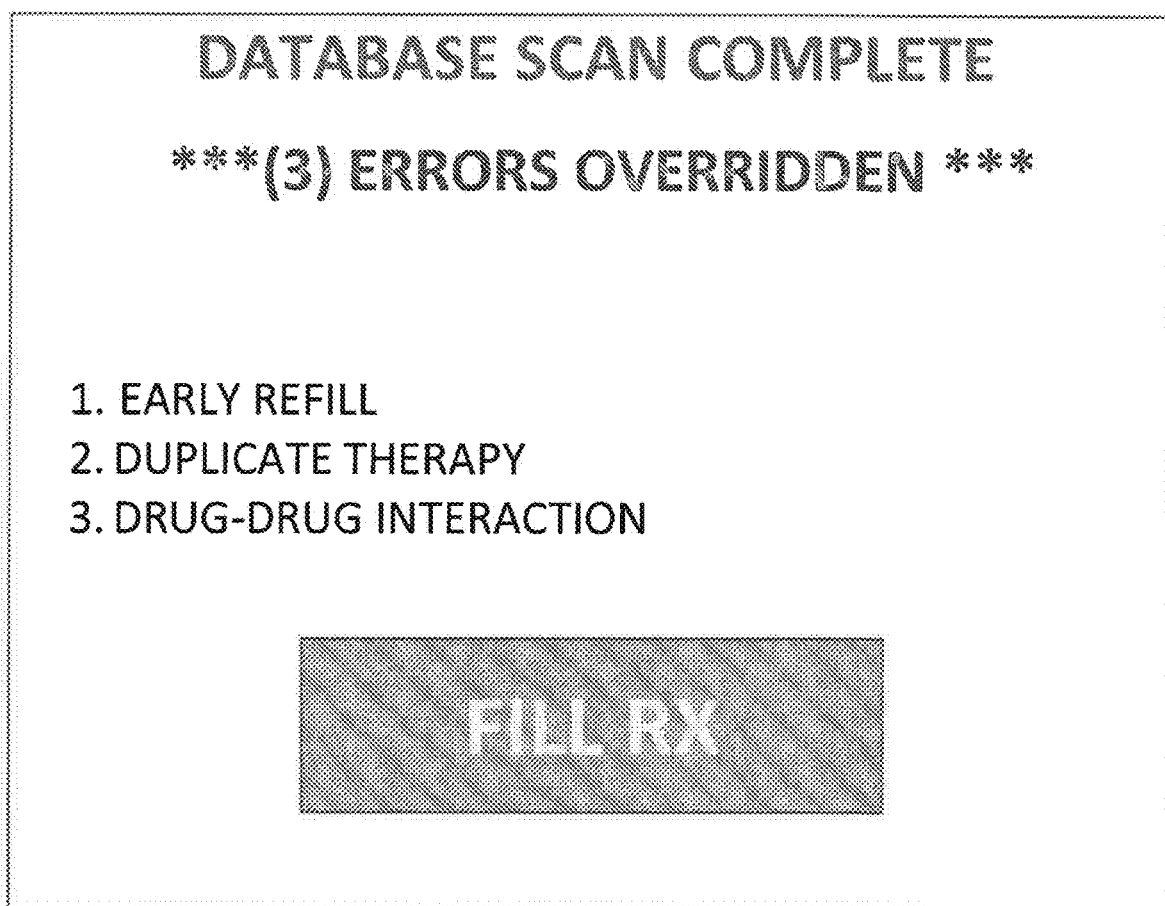 DATABASE SCAN COMPLETE
***(3) ERRORS OVERRIDDEN ***
1. EARLY REFILL
2. DUPLICATE THERAPY
3. DRUG-DRUG INTERACTION
FILL RX